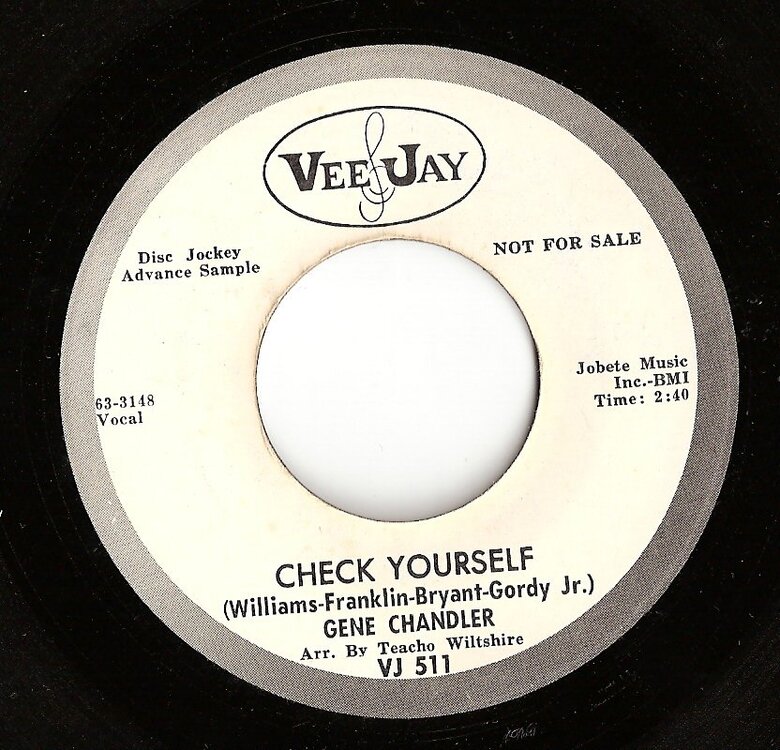 VEE JAY
Disc Jockey
Advance Sample
NOT FOR SALE
63-3148
Vocal
Jobete Music
Inc.-BMI
Time: 2:40
CHECK YOURSELF
(Williams-Franklin-Bryant-Gordy Jr.)
GENE CHANDLER
Arr. By Teacho Wiltshire
VJ 511